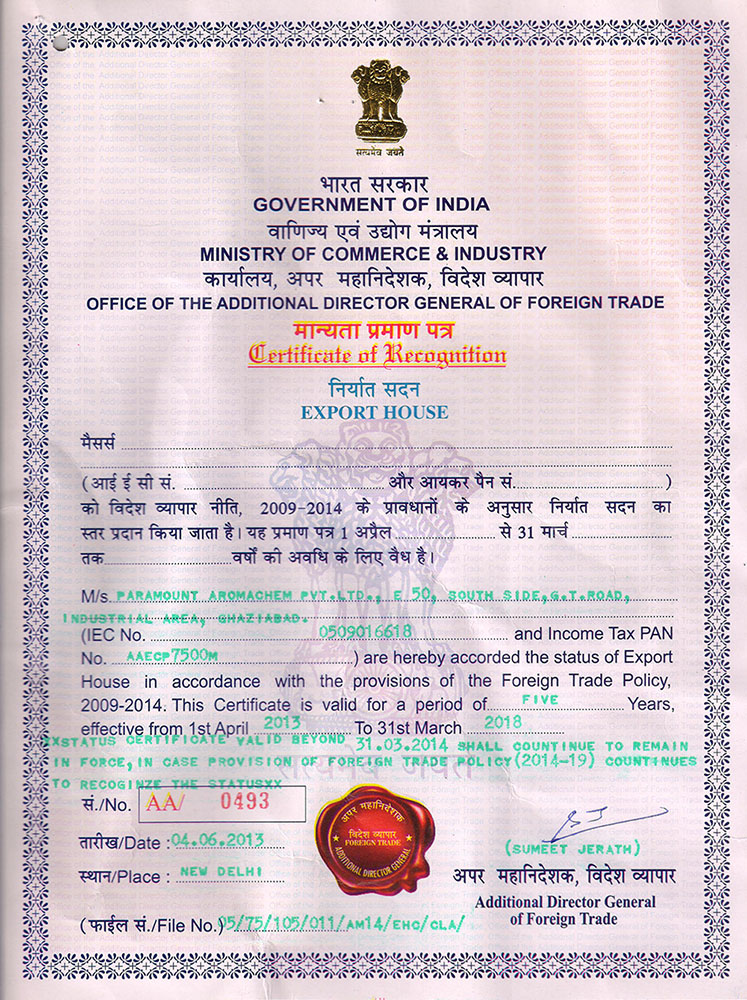 सत्यमेव जयते
भारत सरकार
GOVERNMENT OF INDIA
वाणिज्य एवं उद्योग मंत्रालय
MINISTRY OF COMMERCE & INDUSTRY
कार्यालय, अपर महानिदेशक, विदेश व्यापार
OFFICE OF THE ADDITIONAL DIRECTOR GENERAL OF FOREIGN TRADE
मान्यता प्रमाण पत्र
Certificate of Recognition
निर्यात सदन
EXPORT HOUSE
मैसर्स
(आई ई सी सं. और आयकर पैन सं. )
को विदेश व्यापार नीति, 2009-2014 के प्रावधानों के अनुसार निर्यात सदन का
स्तर प्रदान किया जाता है। यह प्रमाण पत्र 1 अप्रैल से 31 मार्च
तक वर्षों की अवधि के लिए वैध है।
M/s. PARAMOUNT AROMACHEM PVT.LTD., E 50, SOUTH SIDE,G.T.ROAD,
INDUSTRIAL AREA, GHAZIABAD.
(IEC No. 0509016618 and Income Tax PAN
No. AAECP7500M ) are hereby accorded the status of Export
House in accordance with the provisions of the Foreign Trade Policy,
2009-2014. This Certificate is valid for a period of FIVE Years,
effective from 1st April 2013 To 31st March 2018
XXSTATUS CERTIFICATE VALID BEYOND 31.03.2014 SHALL COUNTINUE TO REMAIN
IN FORCE, IN CASE PROVISION OF FOREIGN TRADE POLICY(2014-19) COUNTINUES
TO RECOGINZE THE STATUSXX
सत्यमेव जयते
सं./No. AA/ 0493
तारीख/Date : 04.06.2013
स्थान/Place : NEW DELHI
(फाईल सं./File No.) 05/75/105/011/AM14/EHC/CLA/
अपर महानिदेशक
विदेश व्यापार
FOREIGN TRADE
ADDITIONAL DIRECTOR GENERAL
(SUMEET JERATH)
अपर महानिदेशक, विदेश व्यापार
Additional Director General
of Foreign Trade